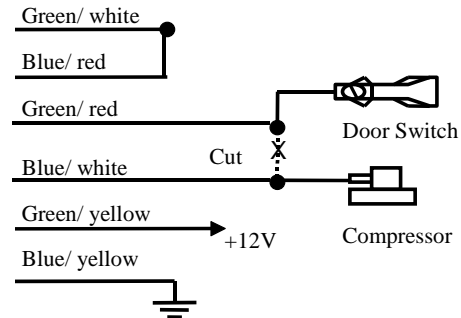 Green/ white
Blue/ red
Green/ red
Door Switch
Cut
X
Blue/ white
Green/ yellow
+12V
Compressor
Blue/ yellow